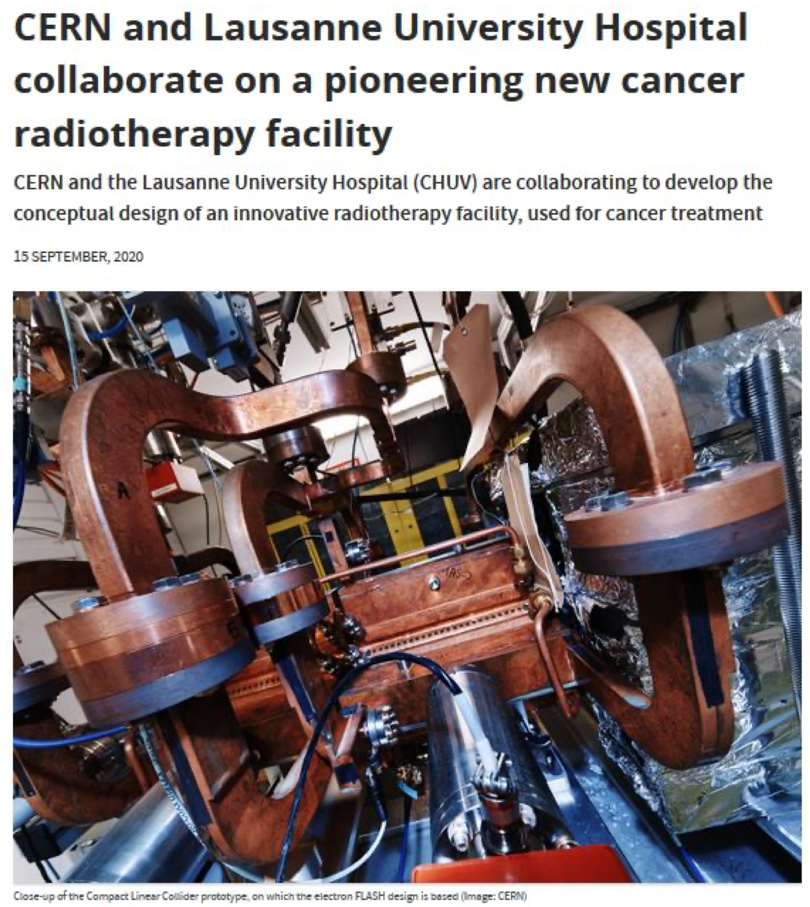 CERN and Lausanne University Hospital
collaborate on a pioneering new cancer
radiotherapy facility
CERN and the Lausanne University Hospital (CHUV) are collaborating to develop the
conceptual design of an innovative radiotherapy facility, used for cancer treatment
15 SEPTEMBER, 2020
A
Close-up of the Compact Linear Collider prototype, on which the electron FLASH design is based (Image: CERN)